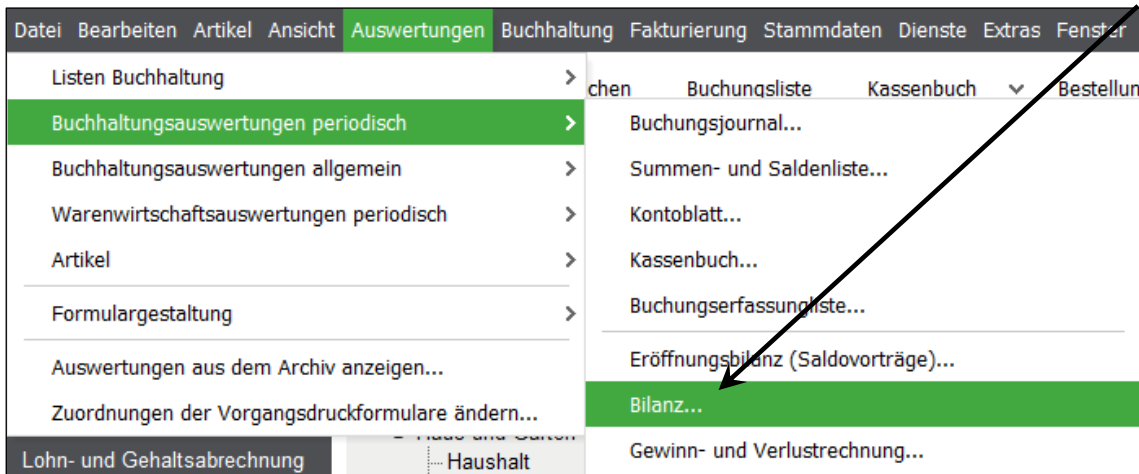 Datei Bearbeiten Artikel Ansicht Auswertungen Buchhaltung Fakturierung Stammdaten Dienste Extras Fenster
Listen Buchhaltung
Buchhaltungsauswertungen periodisch
Buchhaltungsauswertungen allgemein
Warenwirtschaftsauswertungen periodisch
Artikel
Formulargestaltung
Auswertungen aus dem Archiv anzeigen...
Zuordnungen der Vorgangsdruckformulare ändern...
Lohn- und Gehaltsabrechnung
Haushalt
chen Buchungsliste Kassenbuch Bestellun
Buchungsjournal...
Summen- und Saldenliste...
Kontoblatt...
Kassenbuch...
Buchungserfassungliste...
Eröffnungsbilanz (Saldovorträge)...
Bilanz...
Gewinn- und Verlustrechnung...